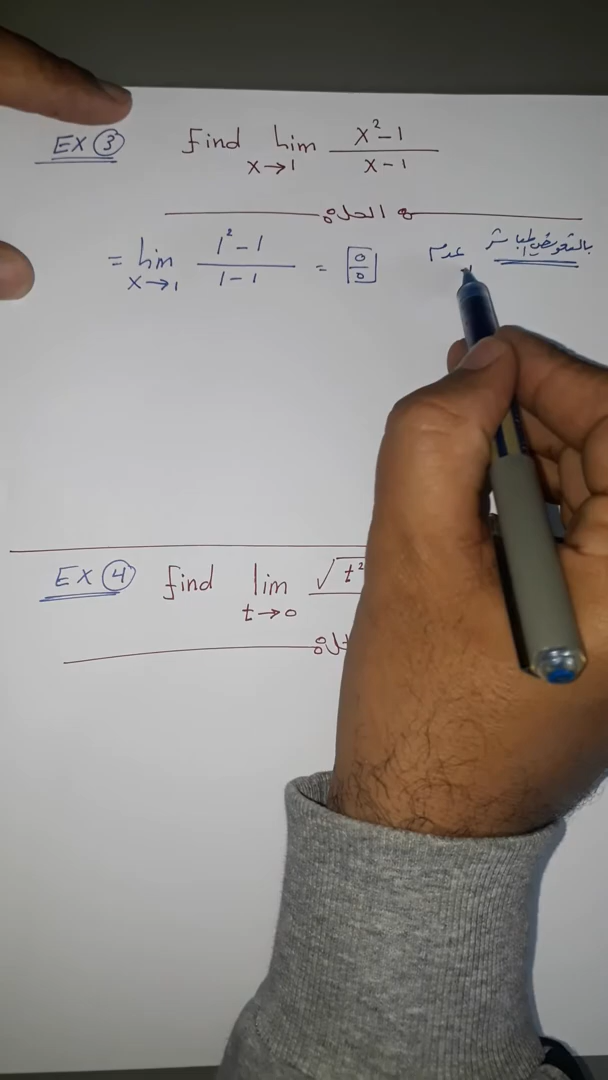 EX ③ Find lim x→1 x²-1 / x-1
الحل:
= lim x→1 1²-1 / 1-1 = 0/0 بالتعويض المباشر عدم
EX ④ find lim t→0 √t²